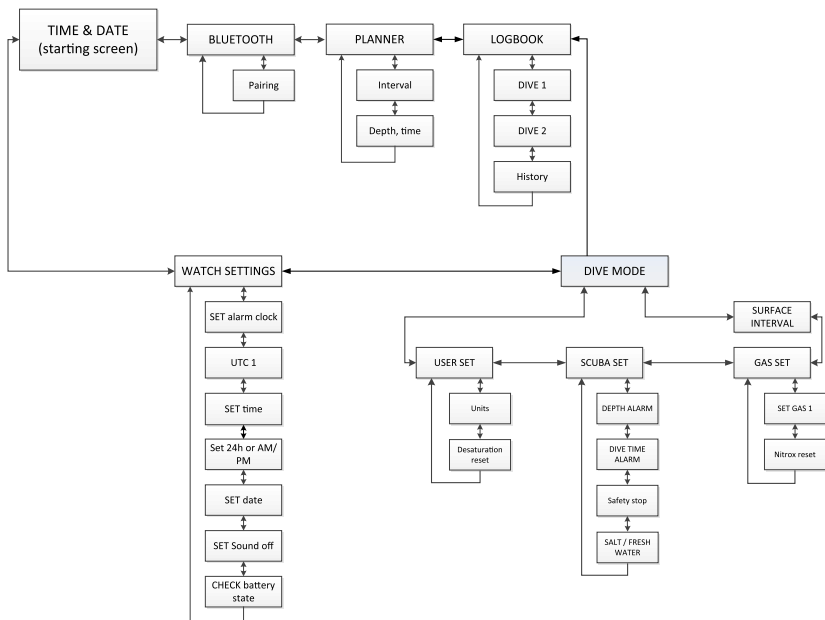 TIME & DATE
(starting screen)
BLUETOOTH
PLANNER
LOGBOOK
Pairing
Interval
DIVE 1
Depth, time
DIVE 2
History
WATCH SETTINGS
DIVE MODE
SET alarm clock
SURFACE
INTERVAL
UTC 1
USER SET
SCUBA SET
GAS SET
SET time
Units
DEPTH ALARM
SET GAS 1
Set 24h or AM/
PM
Desaturation
reset
DIVE TIME
ALARM
Nitrox reset
SET date
Safety stop
SET Sound off
SALT / FRESH
WATER
CHECK battery
state